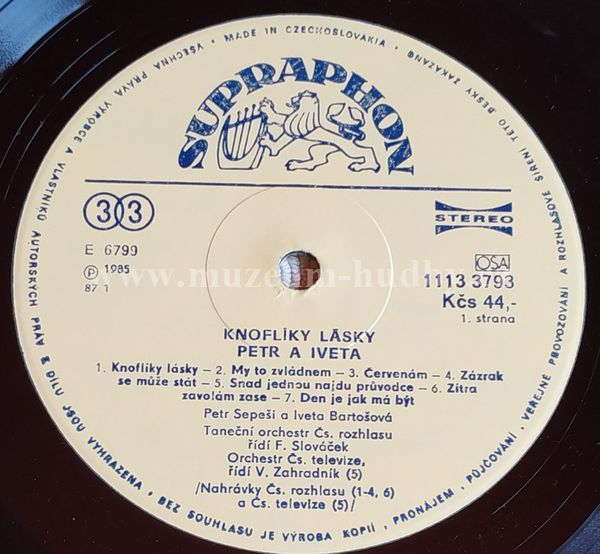 • VŠECHNA PRÁVA VÝROBCE A VLASTNÍKŮ AUTORSKÝCH PRÁV K DÍLU JSOU VYHRAZENA • BEZ SOUHLASU JE VÝROBA KOPIÍ, PRONÁJEM, PŮJČOVÁNÍ, VEŘEJNÉ PROVOZOVÁNÍ A ROZHLASOVÉ ŠÍŘENÍ TÉTO DESKY ZAKÁZÁNO
• MADE IN CZECHOSLOVAKIA •
SUPRAPHON
33
STEREO
E 6799
Ⓟ 1985
87 1
OSA
1113 3793
Kčs 44,-
1. strana
KNOFLÍKY LÁSKY
PETR A IVETA
1. Knoflíky lásky – 2. My to zvládnem – 3. Červenám – 4. Zázrak
se může stát – 5. Snad jednou najdu průvodce – 6. Zítra
zavolám zase – 7. Den je jak má být
Petr Sepeši a Iveta Bartošová
Taneční orchestr Čs. rozhlasu
řídí F. Slováček
Orchestr Čs. televize,
řídí V. Zahradník (5)
/Nahrávky Čs. rozhlasu (1-4, 6)
a Čs. televize (5)/